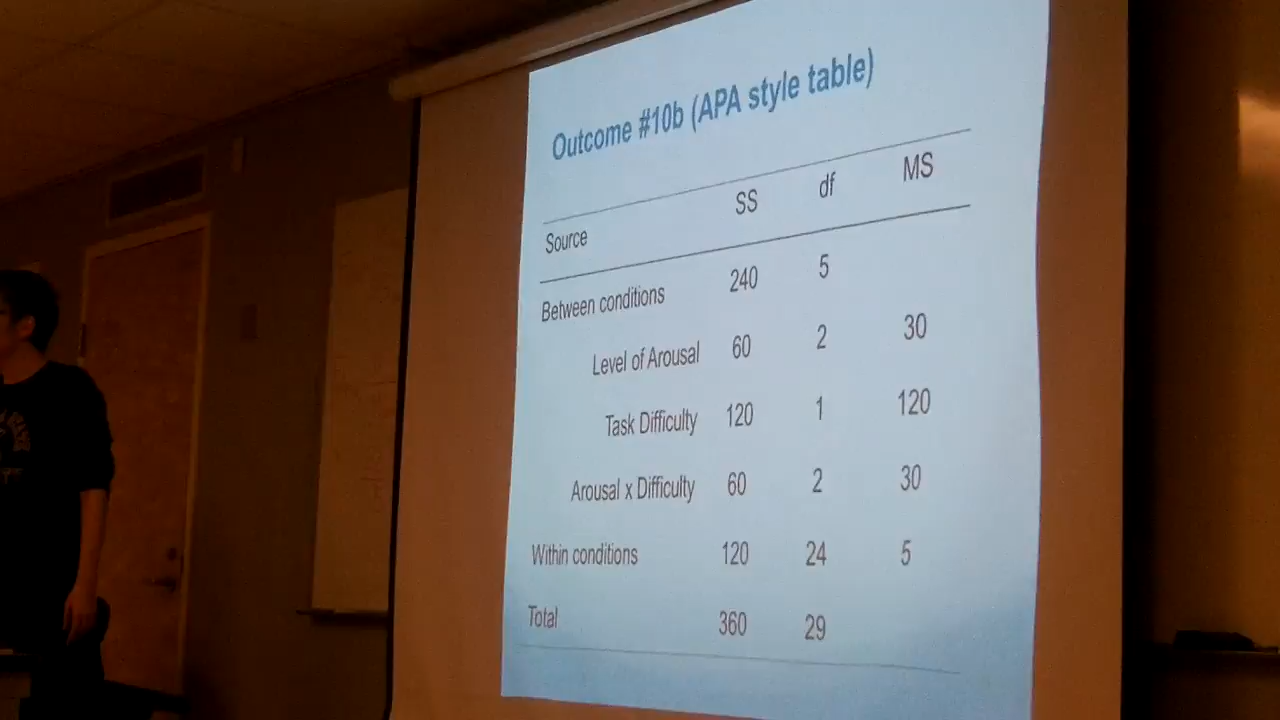 Outcome #10b (APA style table)
Source SS df MS
Between conditions 240 5
Level of Arousal 60 2 30
Task Difficulty 120 1 120
Arousal x Difficulty 60 2 30
Within conditions 120 24 5
Total 360 29